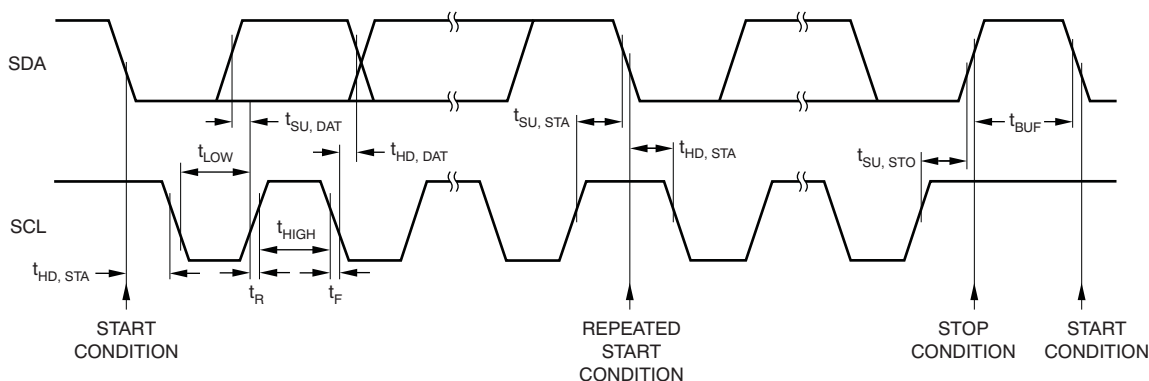 SDA
tSU, DAT
tSU, STA
tBUF
tLOW
tHD, DAT
tHD, STA
tSU, STO
SCL
tHIGH
tHD, STA
tR
tF
START
CONDITION
REPEATED
START
CONDITION
STOP
CONDITION
START
CONDITION